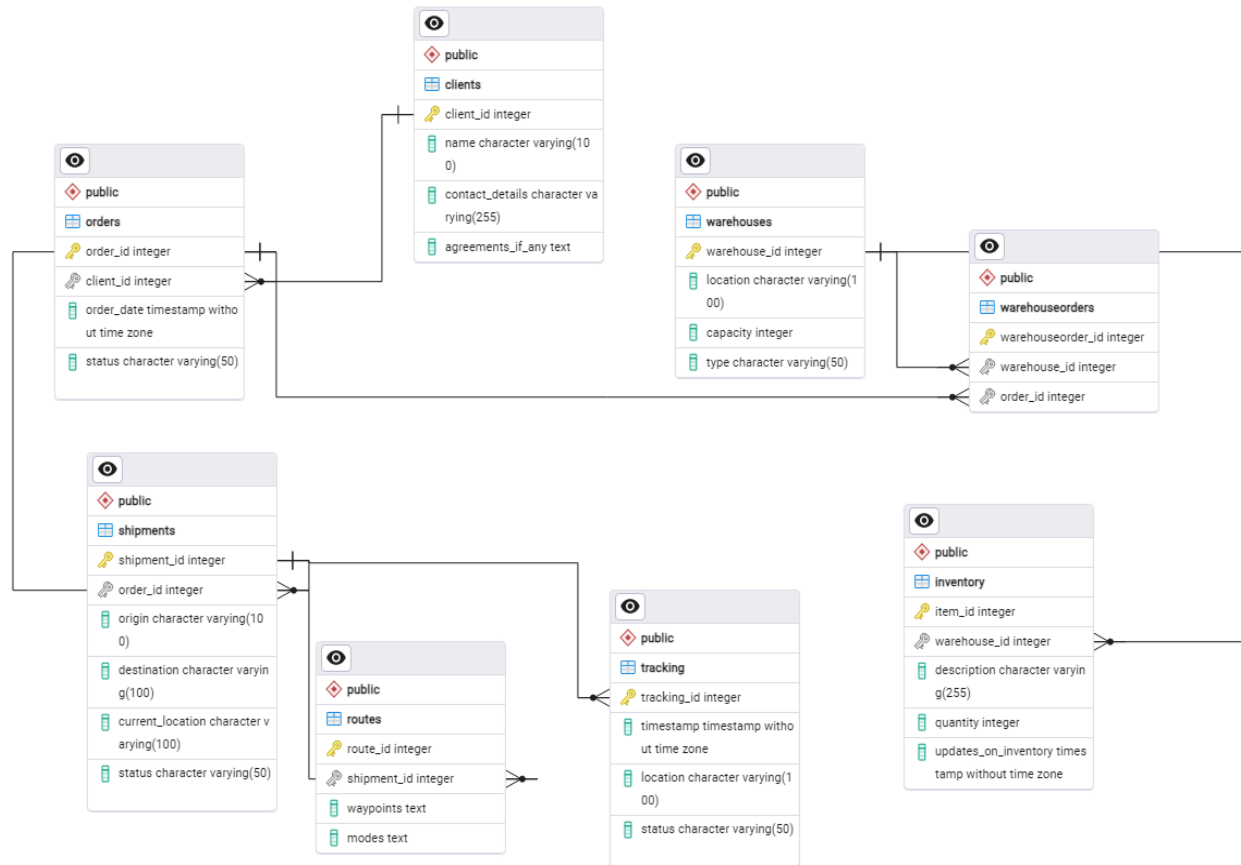 public
clients
client_id integer
name character varying(10
0)
contact_details character va
rying(255)
agreements_if_any text
public
orders
order_id integer
client_id integer
order_date timestamp witho
ut time zone
status character varying(50)
public
warehouses
warehouse_id integer
location character varying(1
00)
capacity integer
type character varying(50)
public
warehouseorders
warehouseorder_id integer
warehouse_id integer
order_id integer
public
shipments
shipment_id integer
order_id integer
origin character varying(10
0)
destination character varyin
g(100)
current_location character v
arying(100)
status character varying(50)
public
routes
route_id integer
shipment_id integer
waypoints text
modes text
public
tracking
tracking_id integer
timestamp timestamp witho
ut time zone
location character varying(1
00)
status character varying(50)
public
inventory
item_id integer
warehouse_id integer
description character varyin
g(255)
quantity integer
updates_on_inventory times
tamp without time zone